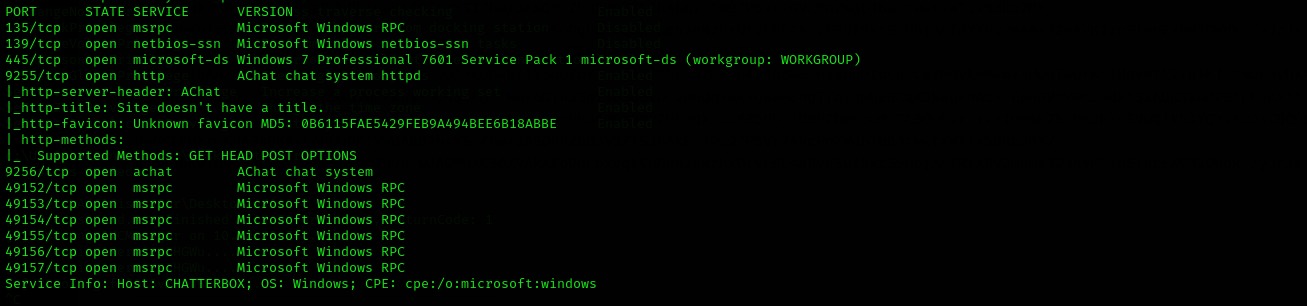 PORT      STATE SERVICE      VERSION
135/tcp   open  msrpc        Microsoft Windows RPC
139/tcp   open  netbios-ssn  Microsoft Windows netbios-ssn
445/tcp   open  microsoft-ds Windows 7 Professional 7601 Service Pack 1 microsoft-ds (workgroup: WORKGROUP)
9255/tcp  open  http         AChat chat system httpd
|_http-server-header: AChat
|_http-title: Site doesn't have a title.
|_http-favicon: Unknown favicon MD5: 0B6115FAE5429FEB9A494BEE6B18ABBE
| http-methods:
|_  Supported Methods: GET HEAD POST OPTIONS
9256/tcp  open  achat        AChat chat system
49152/tcp open  msrpc        Microsoft Windows RPC
49153/tcp open  msrpc        Microsoft Windows RPC
49154/tcp open  msrpc        Microsoft Windows RPC
49155/tcp open  msrpc        Microsoft Windows RPC
49156/tcp open  msrpc        Microsoft Windows RPC
49157/tcp open  msrpc        Microsoft Windows RPC
Service Info: Host: CHATTERBOX; OS: Windows; CPE: cpe:/o:microsoft:windows